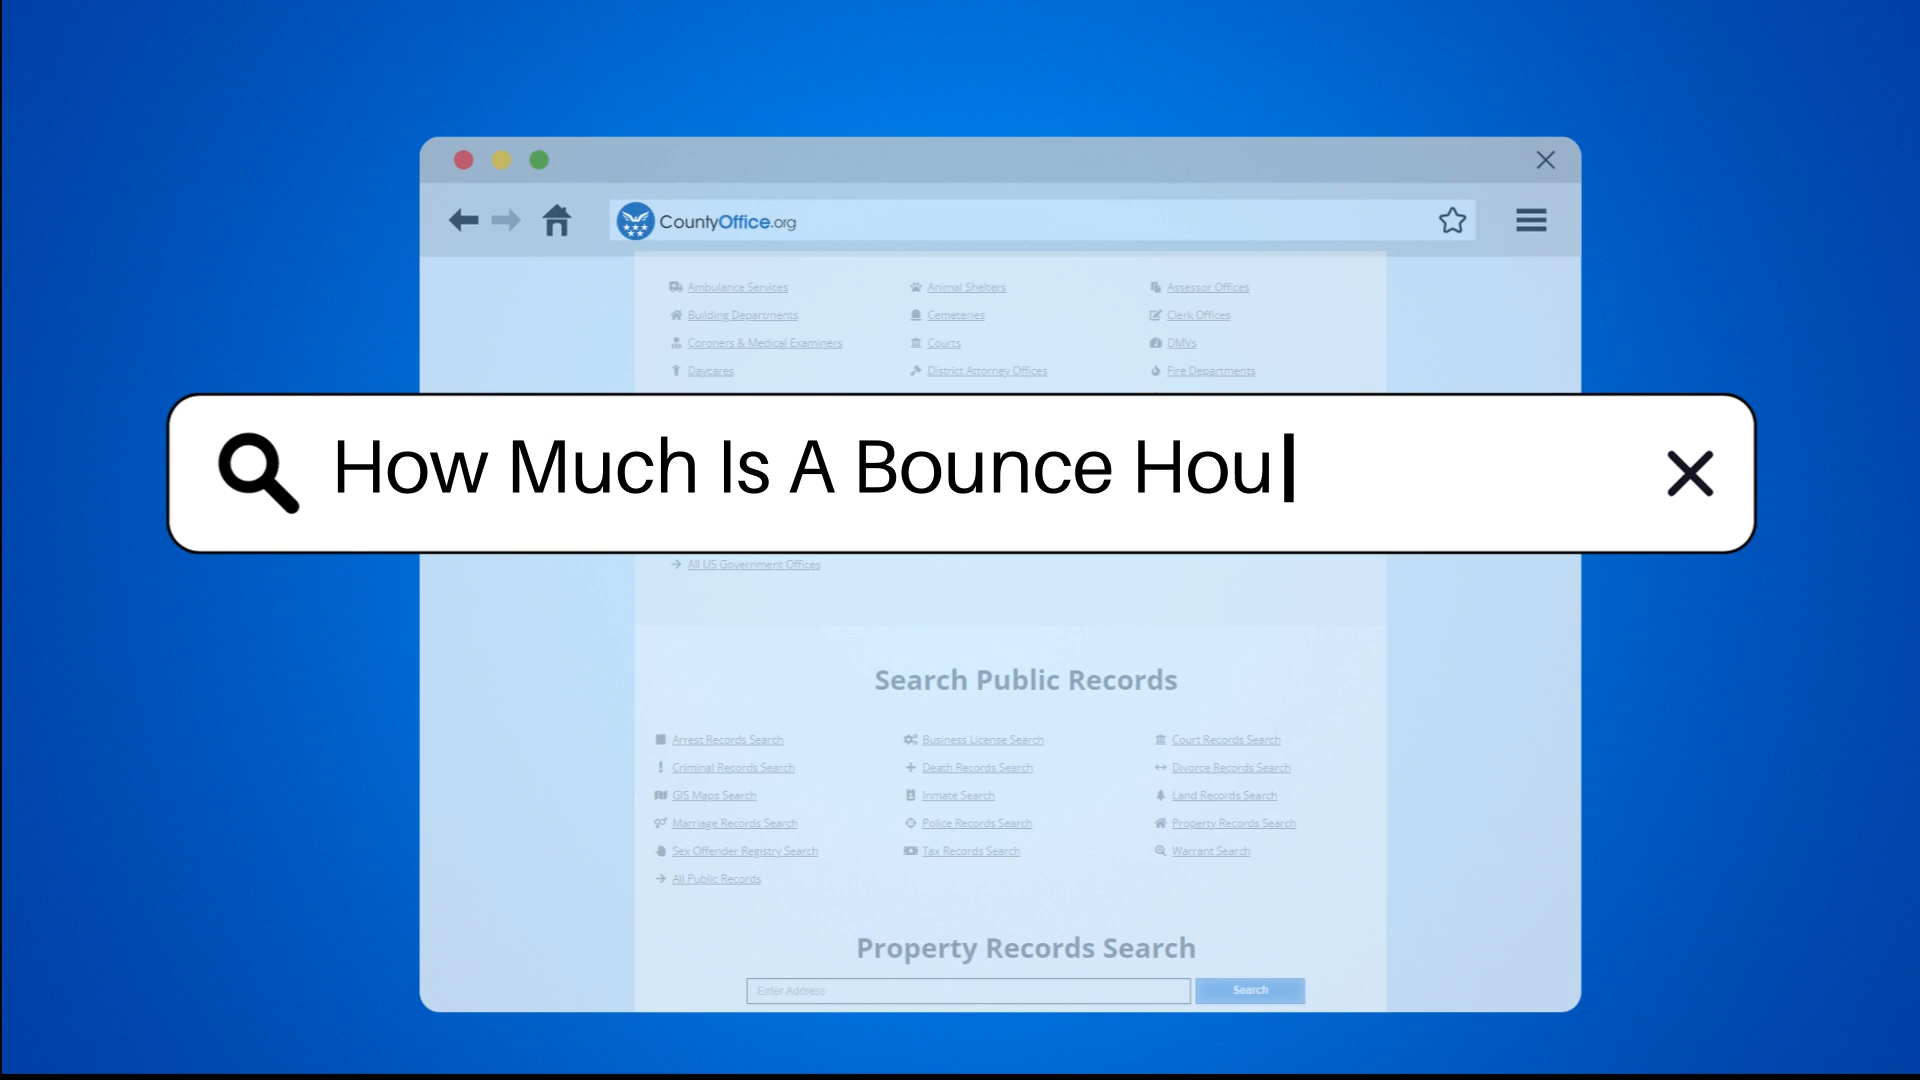 CountyOffice.org
Ambulance Services Animal Shelters Assessor Offices
Building Departments Cemeteries Clerk Offices
Coroners & Medical Examiners Courts DMVs
Daycares District Attorney Offices Fire Departments
How Much Is A Bounce Hou
All US Government Offices
Search Public Records
Arrest Records Search Business License Search Court Records Search
Criminal Records Search Death Records Search Divorce Records Search
GIS Maps Search Inmate Search Land Records Search
Marriage Records Search Police Records Search Property Records Search
Sex Offender Registry Search Tax Records Search Warrant Search
All Public Records
Property Records Search
Enter Address Search